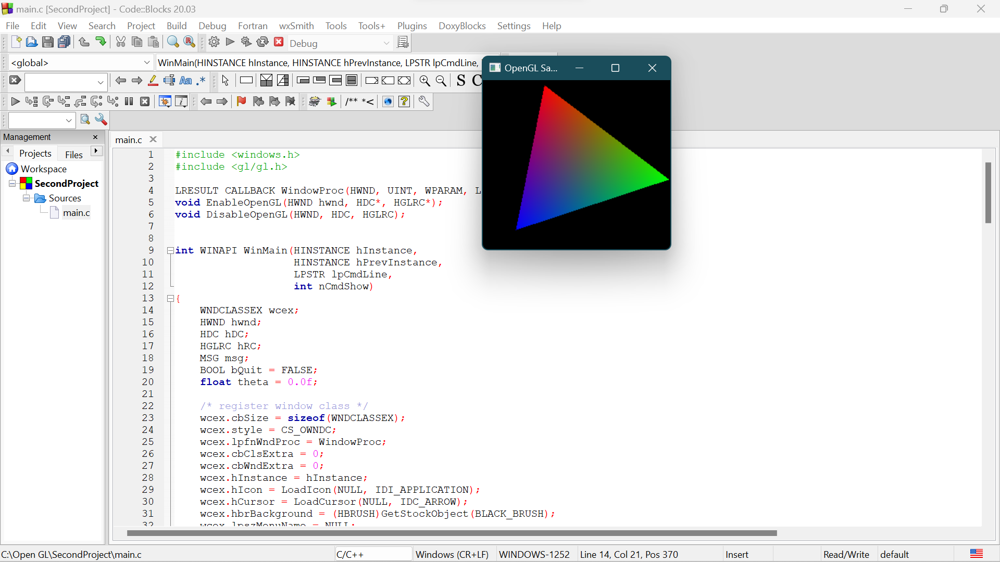 main.c [SecondProject] - Code::Blocks 20.03
File Edit View Search Project Build Debug Fortran wxSmith Tools Tools+ Plugins DoxyBlocks Settings Help
Debug
<global>
WinMain(HINSTANCE hInstance, HINSTANCE hPrevInstance, LPSTR lpCmdLine,
OpenGL Sa...
Aa .*
S C
/** *<
Management
main.c
Projects Files
Workspace
SecondProject
Sources
main.c
1 #include <windows.h>
2 #include <gl/gl.h>
3
4 LRESULT CALLBACK WindowProc(HWND, UINT, WPARAM, L
5 void EnableOpenGL(HWND hwnd, HDC*, HGLRC*);
6 void DisableOpenGL(HWND, HDC, HGLRC);
7
8
9 int WINAPI WinMain(HINSTANCE hInstance,
10 HINSTANCE hPrevInstance,
11 LPSTR lpCmdLine,
12 int nCmdShow)
13 {
14 WNDCLASSEX wcex;
15 HWND hwnd;
16 HDC hDC;
17 HGLRC hRC;
18 MSG msg;
19 BOOL bQuit = FALSE;
20 float theta = 0.0f;
21
22 /* register window class */
23 wcex.cbSize = sizeof(WNDCLASSEX);
24 wcex.style = CS_OWNDC;
25 wcex.lpfnWndProc = WindowProc;
26 wcex.cbClsExtra = 0;
27 wcex.cbWndExtra = 0;
28 wcex.hInstance = hInstance;
29 wcex.hIcon = LoadIcon(NULL, IDI_APPLICATION);
30 wcex.hCursor = LoadCursor(NULL, IDC_ARROW);
31 wcex.hbrBackground = (HBRUSH)GetStockObject(BLACK_BRUSH);
32 wcex.lpszMenuName = NULL;
C:\Open GL\SecondProject\main.c C/C++ Windows (CR+LF) WINDOWS-1252 Line 14, Col 21, Pos 370 Insert Read/Write default